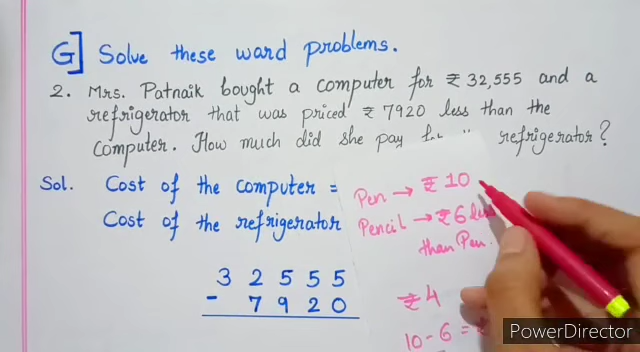 G] Solve these word problems.
2. Mrs. Patnaik bought a computer for ₹ 32,555 and a
refrigerator that was priced ₹ 7920 less than the
computer. How much did she pay for refrigerator?
Sol. Cost of the computer =
Cost of the refrigerator
Pen → ₹ 10
Pencil → ₹ 6 less
than Pen.
3 2 5 5 5
- 7 9 2 0
₹ 4
10 - 6 =
PowerDirector